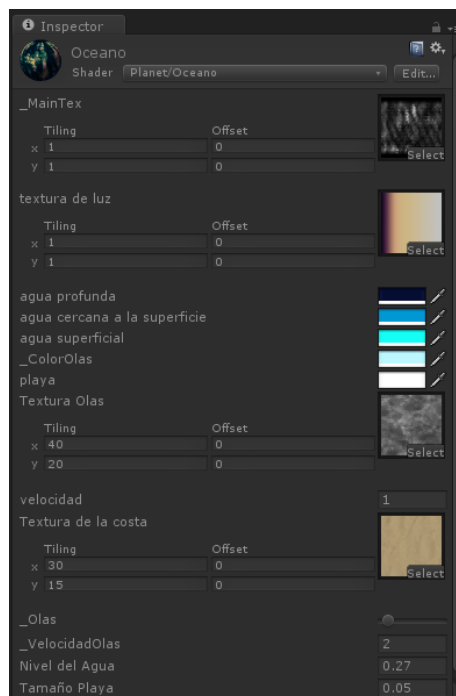 Inspector
Oceano
Shader Planet/Oceano Edit...
_MainTex
Tiling Offset
x 1 0
y 1 0
Select
textura de luz
Tiling Offset
x 1 0
y 1 0
Select
agua profunda
agua cercana a la superficie
agua superficial
_ColorOlas
playa
Textura Olas
Tiling Offset
x 40 0
y 20 0
Select
velocidad 1
Textura de la costa
Tiling Offset
x 30 0
y 15 0
Select
_Olas
_VelocidadOlas 2
Nivel del Agua 0.27
Tamaño Playa 0.05